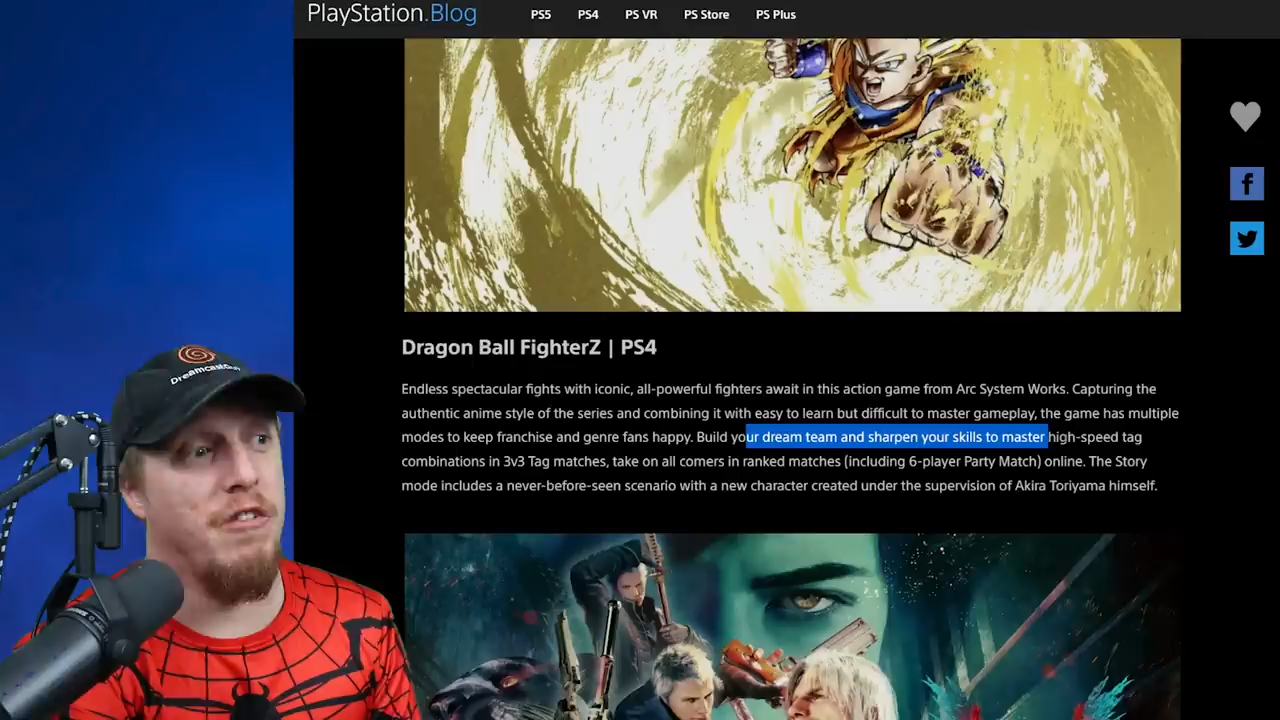 PlayStation.Blog
PS5 PS4 PS VR PS Store PS Plus
Dragon Ball FighterZ | PS4
Endless spectacular fights with iconic, all-powerful fighters await in this action game from Arc System Works. Capturing the
authentic anime style of the series and combining it with easy to learn but difficult to master gameplay, the game has multiple
modes to keep franchise and genre fans happy. Build your dream team and sharpen your skills to master high-speed tag
combinations in 3v3 Tag matches, take on all comers in ranked matches (including 6-player Party Match) online. The Story
mode includes a never-before-seen scenario with a new character created under the supervision of Akira Toriyama himself.